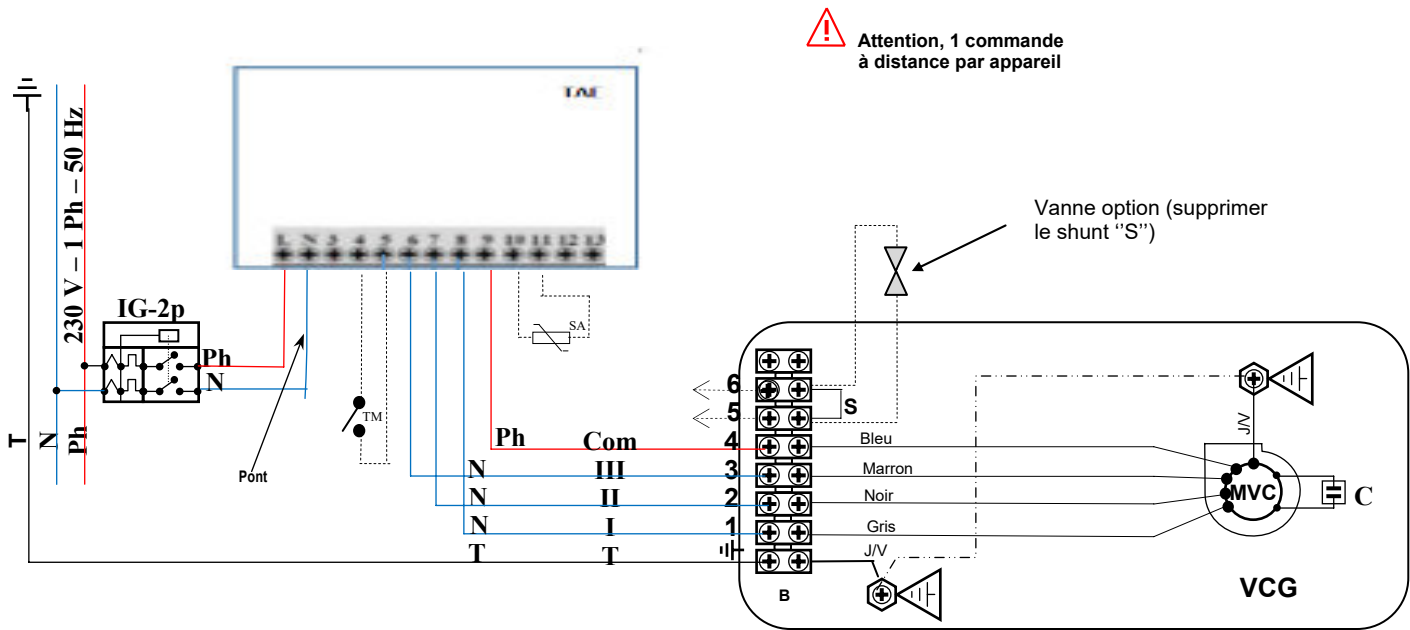 Attention, 1 commande
à distance par appareil
L N 3 4 5 6 7 8 9 10 11 12 13
230 V – 1 Ph – 50 Hz
IG-2p
Ph
N
T
N
Ph
Pont
TM
SA
Vanne option (supprimer
le shunt ‘’S’’)
6
5
S
Ph Com 4 Bleu
N III 3 Marron
N II 2 Noir
N I 1 Gris
T T J/V
B
J/V
MVC
C
VCG